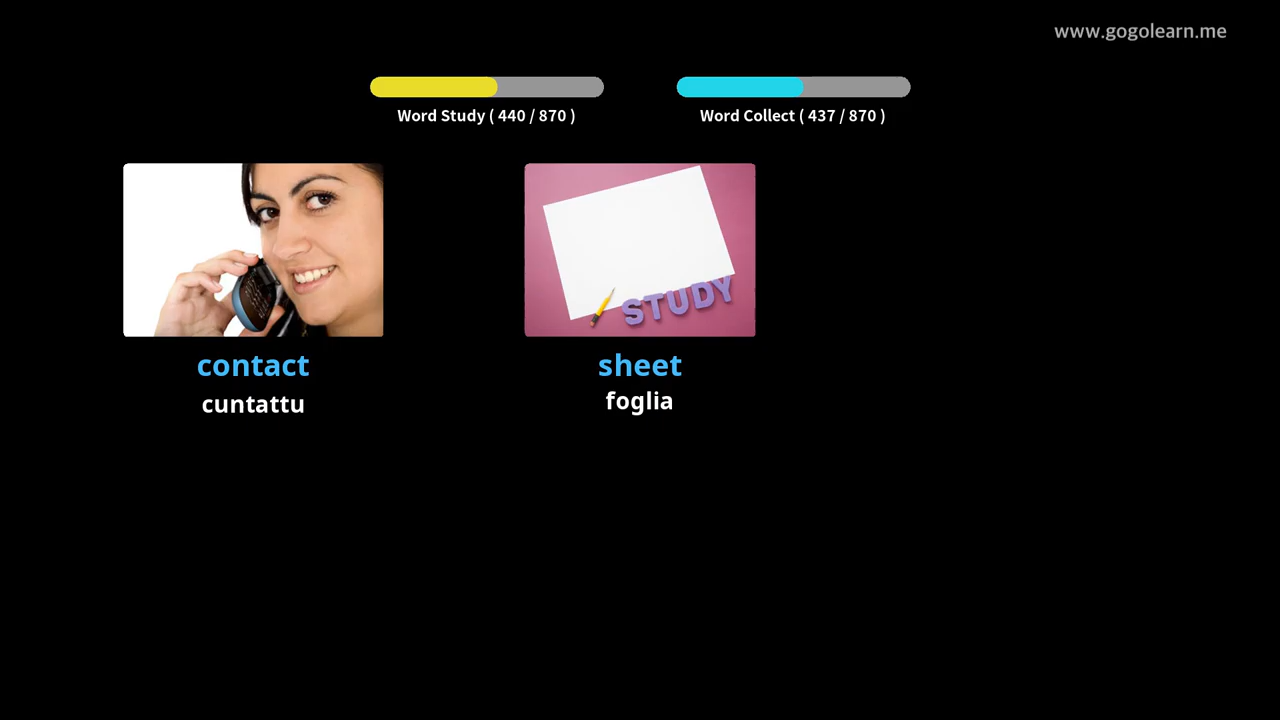 www.gogolearn.me
Word Study ( 440 / 870 )
Word Collect ( 437 / 870 )
STUDY
contact
cuntattu
sheet
foglia